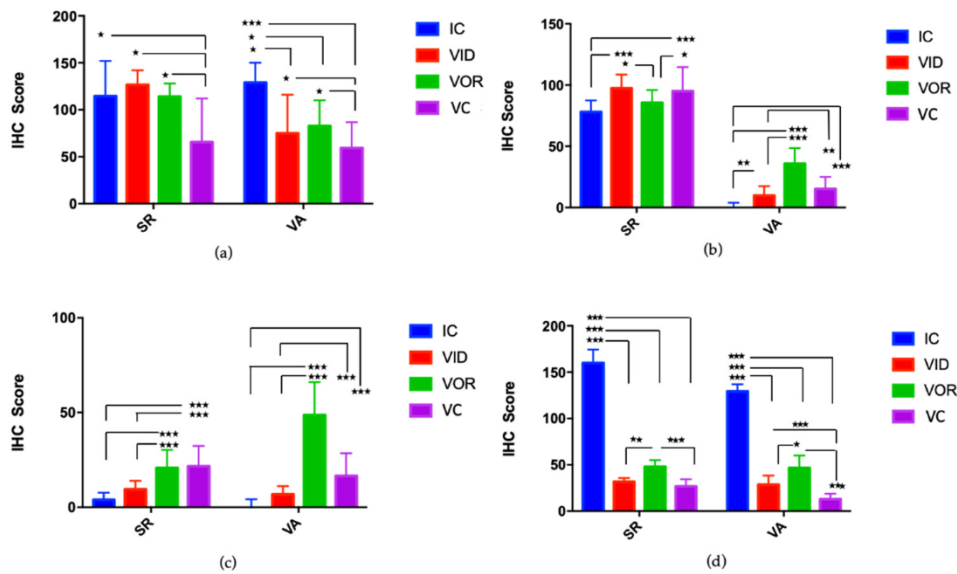 200
150
100
50
0
IHC Score
SR
VA
IC
VID
VOR
VC
(a)
150
100
50
0
IHC Score
SR
VA
IC
VID
VOR
VC
(b)
100
50
0
IHC Score
SR
VA
IC
VID
VOR
VC
(c)
200
150
100
50
0
IHC Score
SR
VA
IC
VID
VOR
VC
(d)